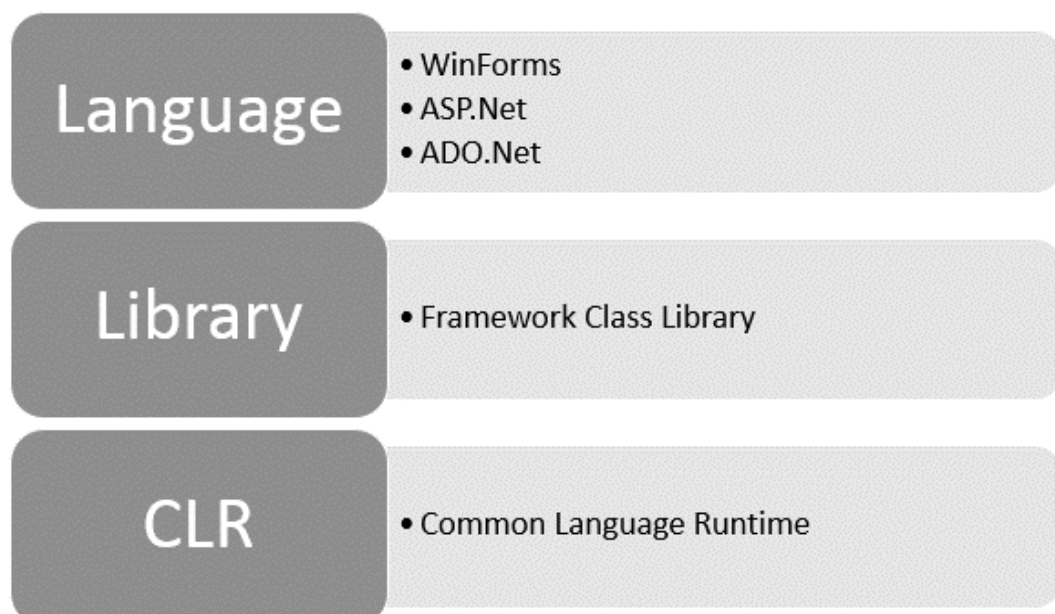 Language
• WinForms
• ASP.Net
• ADO.Net
Library
• Framework Class Library
CLR
• Common Language Runtime